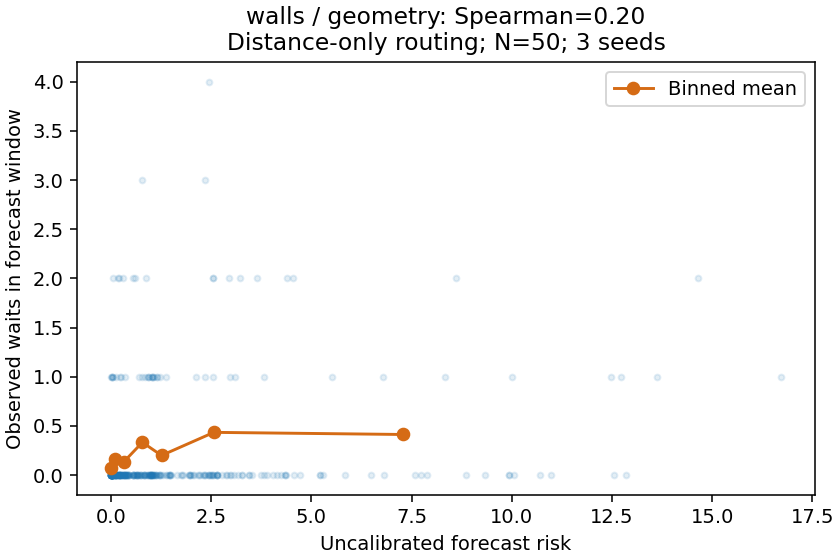 walls / geometry: Spearman=0.20
Distance-only routing; N=50; 3 seeds
Binned mean
Observed waits in forecast window
4.0
3.5
3.0
2.5
2.0
1.5
1.0
0.5
0.0
0.0 2.5 5.0 7.5 10.0 12.5 15.0 17.5
Uncalibrated forecast risk